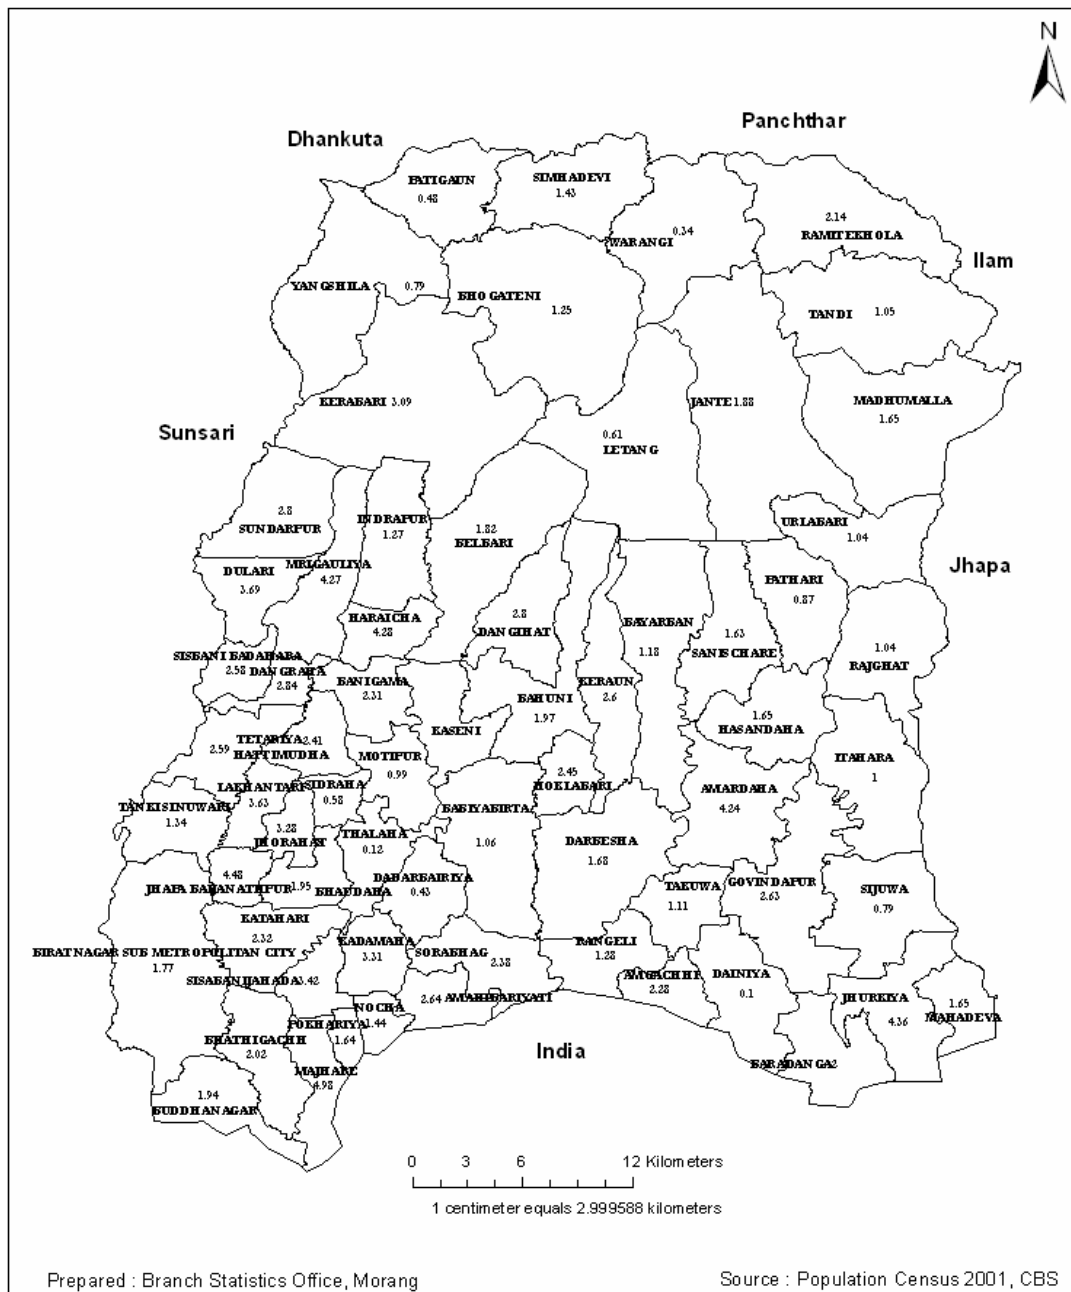 N
Panchthar
Dhankuta
PATIGAUN
0.48
SIMHADEVI
1.43
2.14
RAMITEKHOLA
0.34
WARANGI
Ilam
YANGSHILA 0.79
BHOGATENI
1.25
TANDI 1.05
KERABARI 3.09
JANTE 1.88
MADHUMALLA
1.65
Sunsari
0.61
LETANG
2.8
SUNDARPUR
INDRAPUR
1.27
1.82
BELBARI
URLABARI
1.04
MRIGAULIYA
4.27
DULARI
3.69
PATHARI
0.87
Jhapa
HARAICHA
4.28
2.8
DANGIHAT
BAYARBAN
1.18
1.63
SANISCHARE
1.04
RAJGHAT
SISBANI BADAHARA
2.58
DANGRAHA
2.84
BANIGAMA
2.31
KERAUN
2.6
BAHUNI
1.97
1.65
HASANDAHA
KASENI
TETARIYA 2.41
2.59 HATTIMUDHA
MOTIPUR
0.99
ITAHARA
1
2.45
HOKLABARI
LAKHANTARI
3.63
SIDRAHA
0.58
AMARDAHA
4.24
TANKISINUWARI
1.34
BABIYABIRTA
1.06
3.28
JHORAHAT
THALAHA
0.12
DARBESHA
1.68
4.48
JHAPA BAIJANATHPUR
1.95
BHAUDAHA
DADARBAIRIYA
0.43
TAKUWA
1.11
GOVINDAPUR
2.63
SIJUWA
0.79
KATAHARI
2.32
KADAMAHA
3.31
BIRATNAGAR SUB METROPOLITAN CITY
1.77
SORABHAG
2.38
RANGELI
1.28
SISABANIJAHADA 3.42
AMGACHHI
2.28
DAINIYA
0.1
2.64 AMAHIBARIYATI
JHURKIYA
4.36
1.65
MAHADEVA
NOCHA
1.44
POKHARIYA
1.64
BHATHIGACHH
2.02
India
MAJHARE
4.98
BARADANGA 2
1.94
BUDDHANAGAR
0 3 6 12 Kilometers
1 centimeter equals 2.999588 kilometers
Prepared : Branch Statistics Office, Morang
Source : Population Census 2001, CBS